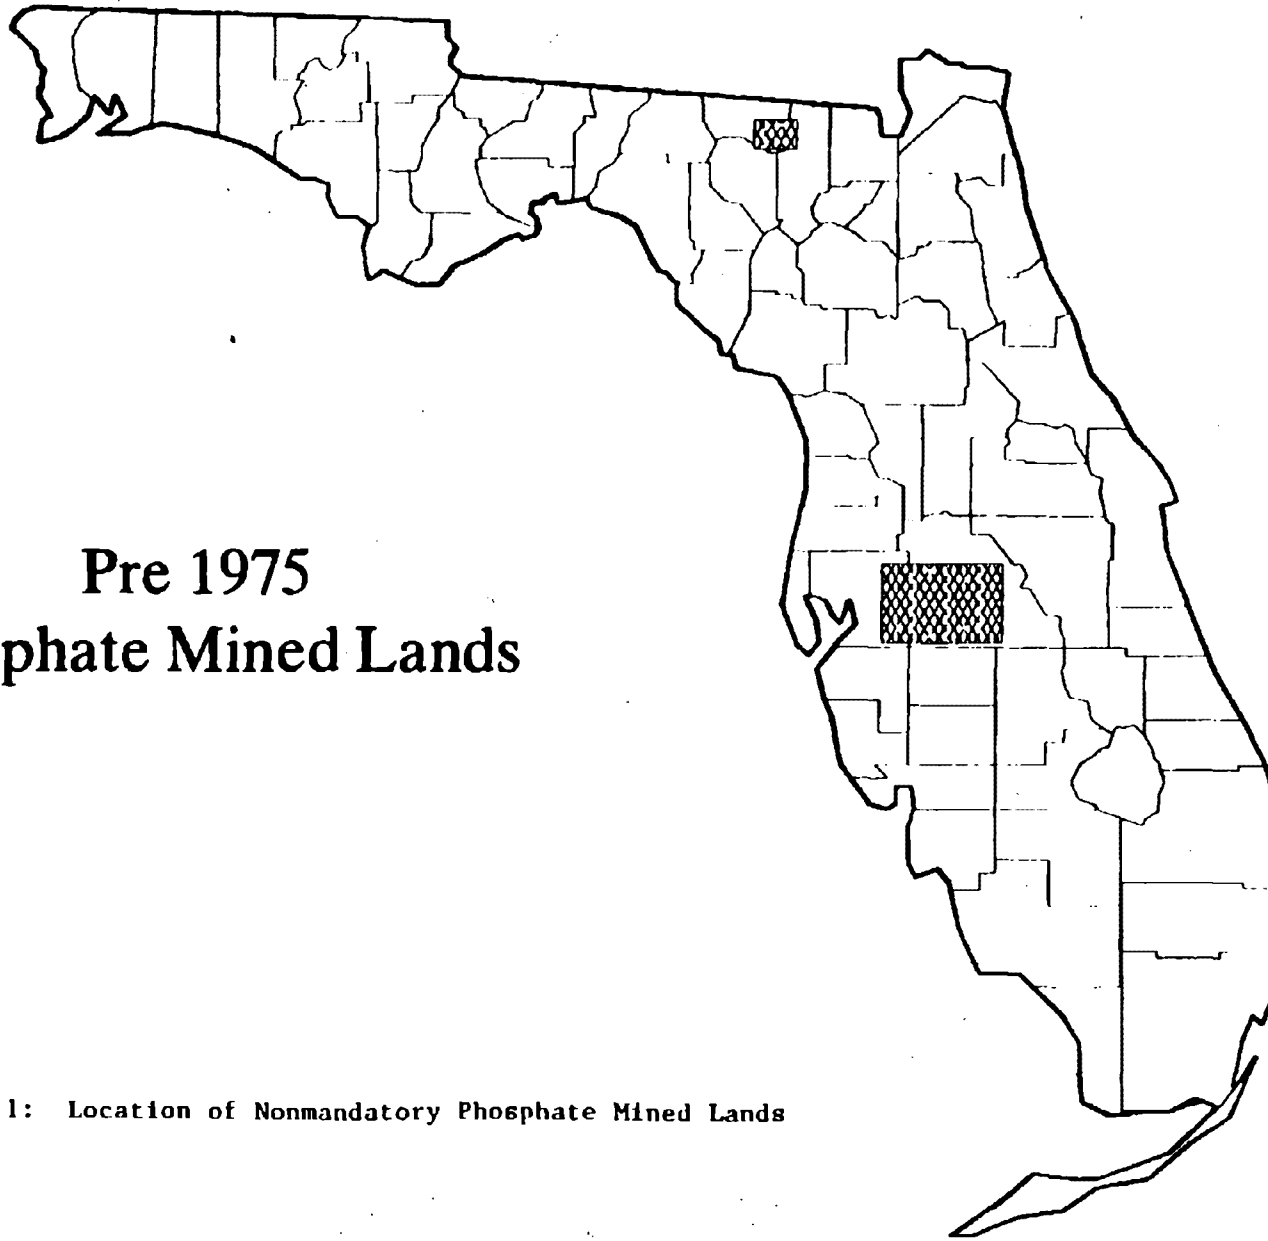 Pre 1975
phate Mined Lands
1: Location of Nonmandatory Phosphate Mined Lands